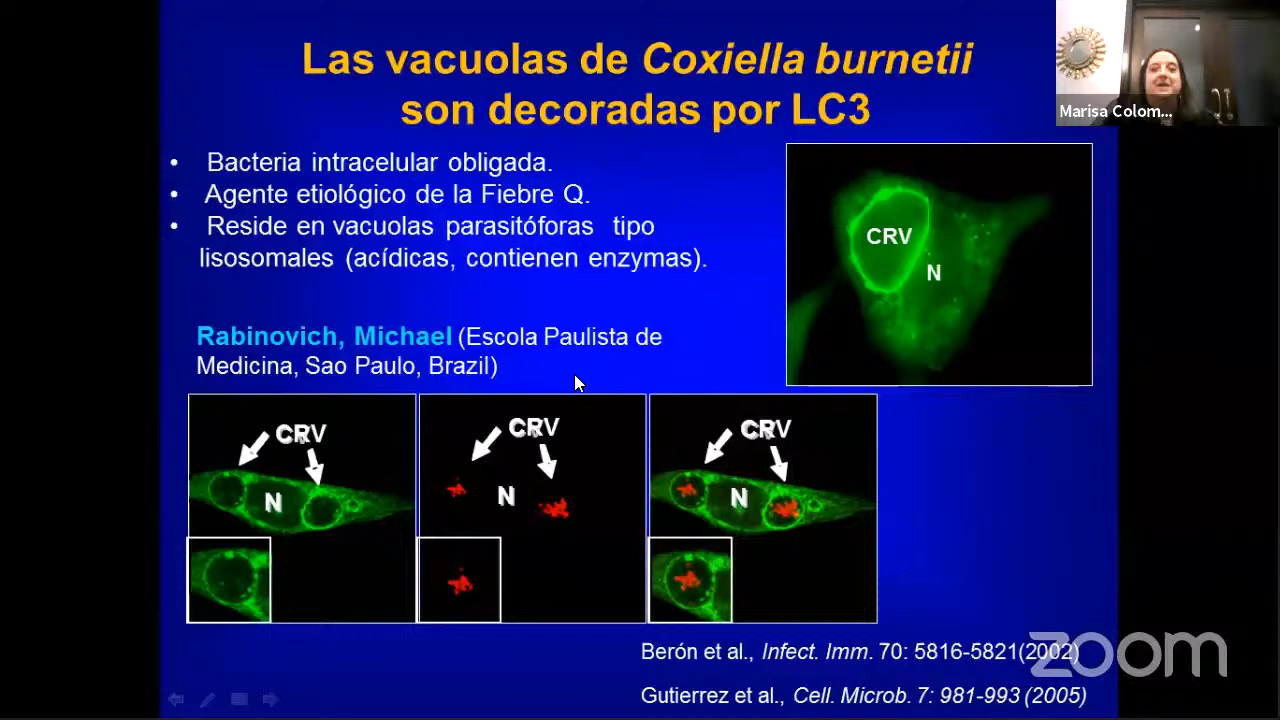 Las vacuolas de Coxiella burnetii
son decoradas por LC3
Marisa Colom...
• Bacteria intracelular obligada.
• Agente etiológico de la Fiebre Q.
• Reside en vacuolas parasitóforas tipo
lisosomales (acídicas, contienen enzymas).
CRV
N
Rabinovich, Michael (Escola Paulista de
Medicina, Sao Paulo, Brazil)
CRV
N
CRV
N
CRV
N
Berón et al., Infect. Imm. 70: 5816-5821(2002)
zoom
Gutierrez et al., Cell. Microb. 7: 981-993 (2005)